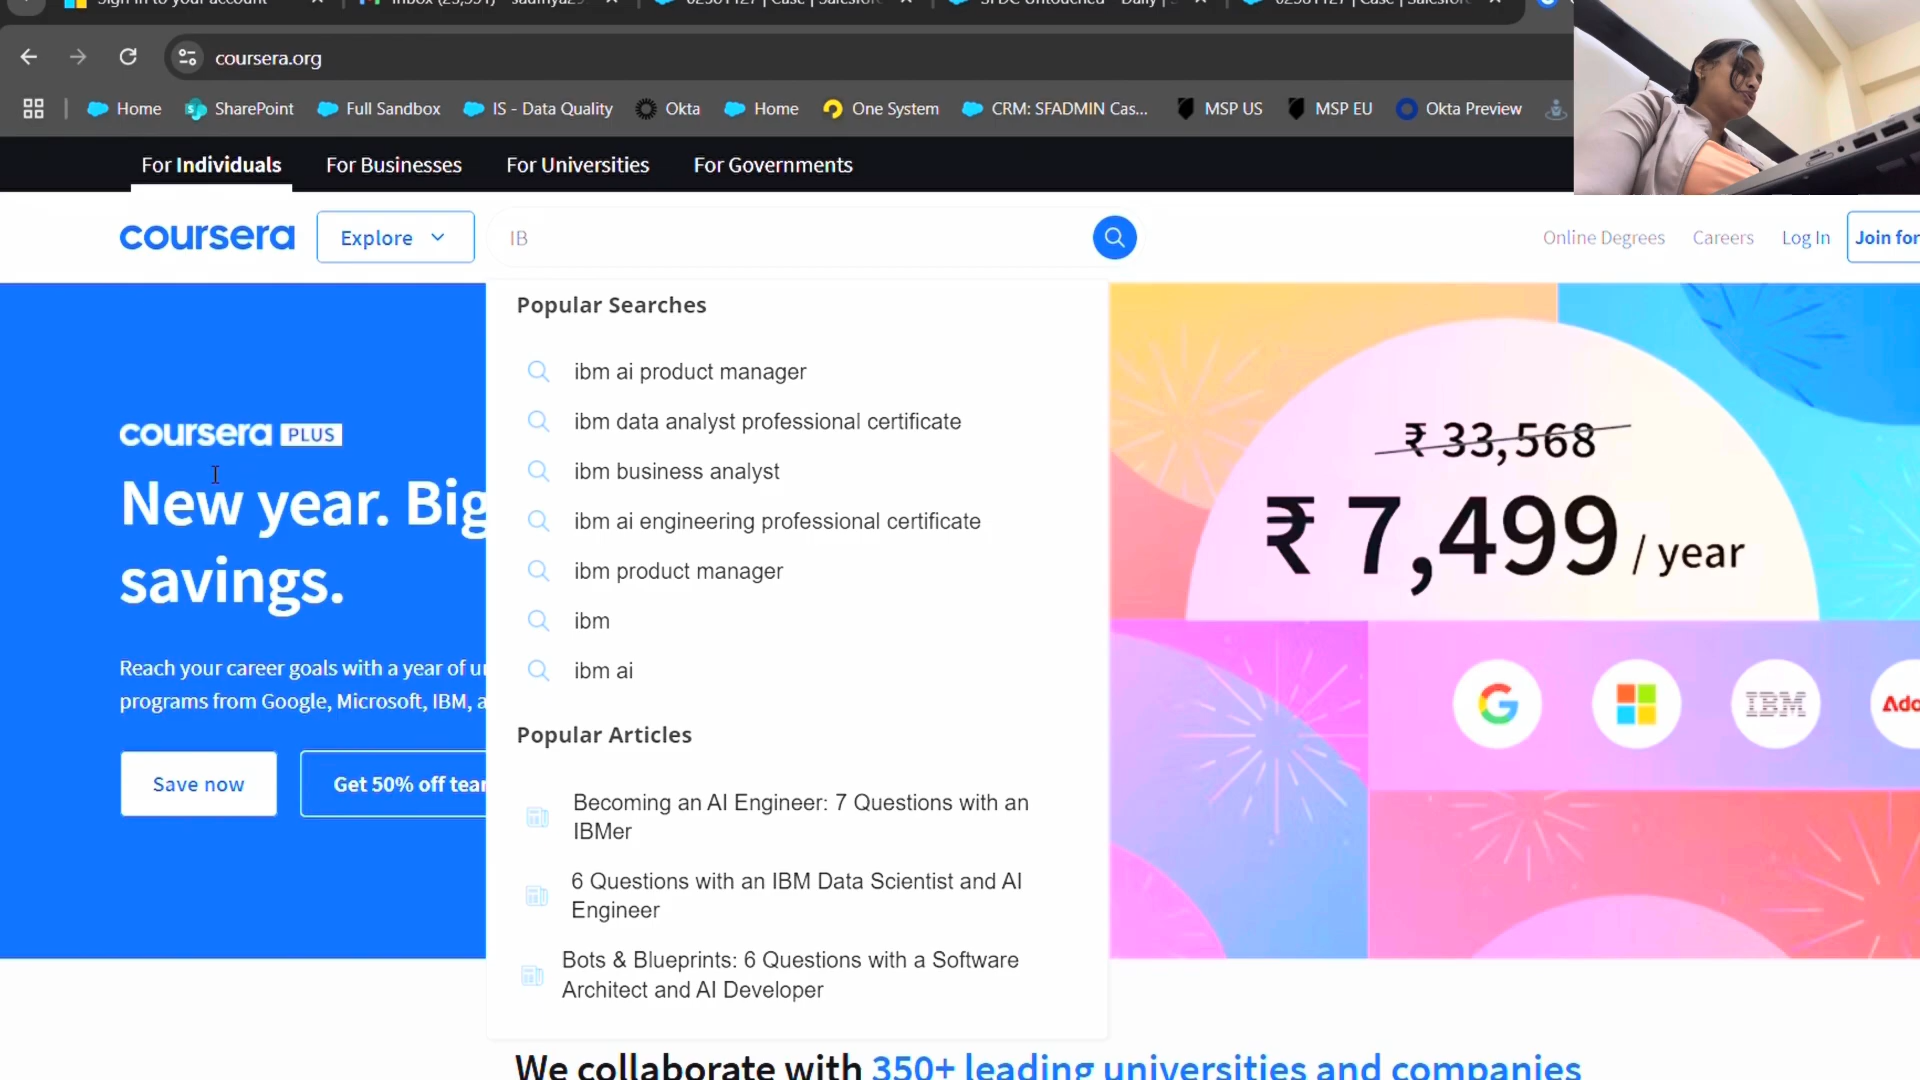 Sign in to your account
coursera.org
Home
SharePoint
Full Sandbox
IS - Data Quality
Okta
Home
One System
CRM: SFADMIN Cas...
MSP US
MSP EU
Okta Preview
For Individuals
For Businesses
For Universities
For Governments
coursera
Explore
IB
Online Degrees
Careers
Log In
Join for
Popular Searches
ibm ai product manager
ibm data analyst professional certificate
ibm business analyst
ibm ai engineering professional certificate
ibm product manager
ibm
ibm ai
Popular Articles
Becoming an AI Engineer: 7 Questions with an
IBMer
6 Questions with an IBM Data Scientist and AI
Engineer
Bots & Blueprints: 6 Questions with a Software
Architect and AI Developer
coursera PLUS
New year. Big
savings.
Reach your career goals with a year of
programs from Google, Microsoft, IBM,
Save now
Get 50% off
₹ 33,568
₹ 7,499 / year
IBM
We collaborate with 350+ leading universities and companies